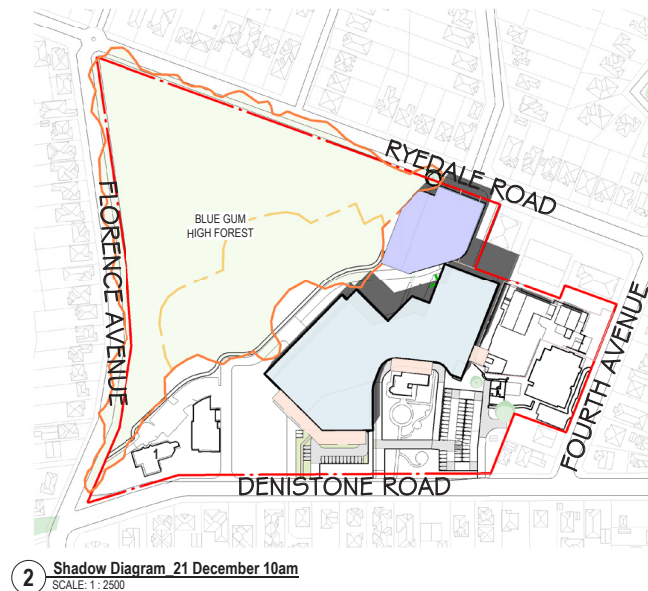 RYEDALE ROAD
BLUE GUM
HIGH FOREST
FLORENCE AVENUE
FOURTH AVENUE
DENISTONE ROAD
2
Shadow Diagram_21 December 10am
SCALE: 1 : 2500